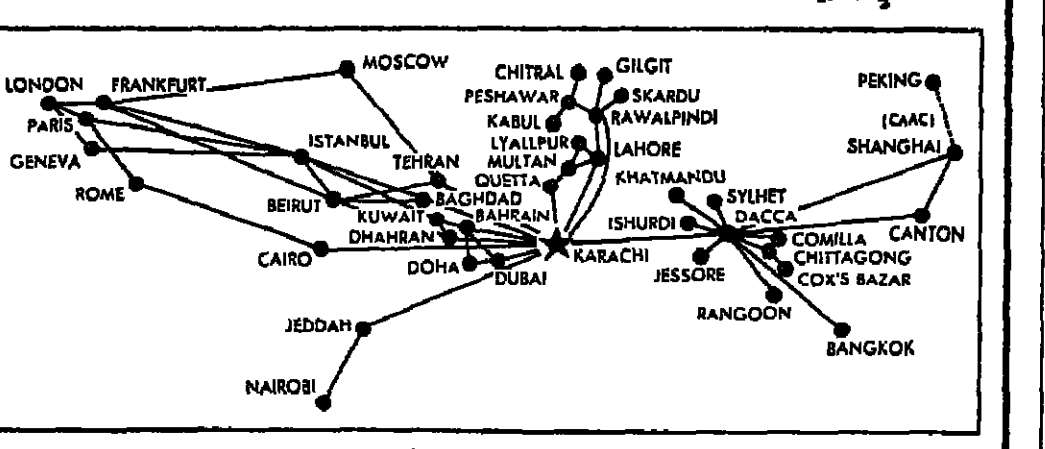 LONDON
FRANKFURT
MOSCOW
CHITRAL
GILGIT
PEKING
PESHAWAR
SKARDU
PARIS
KABUL
RAWALPINDI
(CAAC)
ISTANBUL
LYALLPUR
LAHORE
SHANGHAI
GENEVA
TEHRAN
MULTAN
QUETTA
KHATMANDU
ROME
BEIRUT
BAGHDAD
SYLHET
KUWAIT
BAHRAIN
ISHURDI
DACCA
DHAHRAN
COMILLA
CANTON
CAIRO
DOHA
KARACHI
CHITTAGONG
DUBAI
JESSORE
COX'S BAZAR
RANGOON
JEDDAH
BANGKOK
NAIROBI